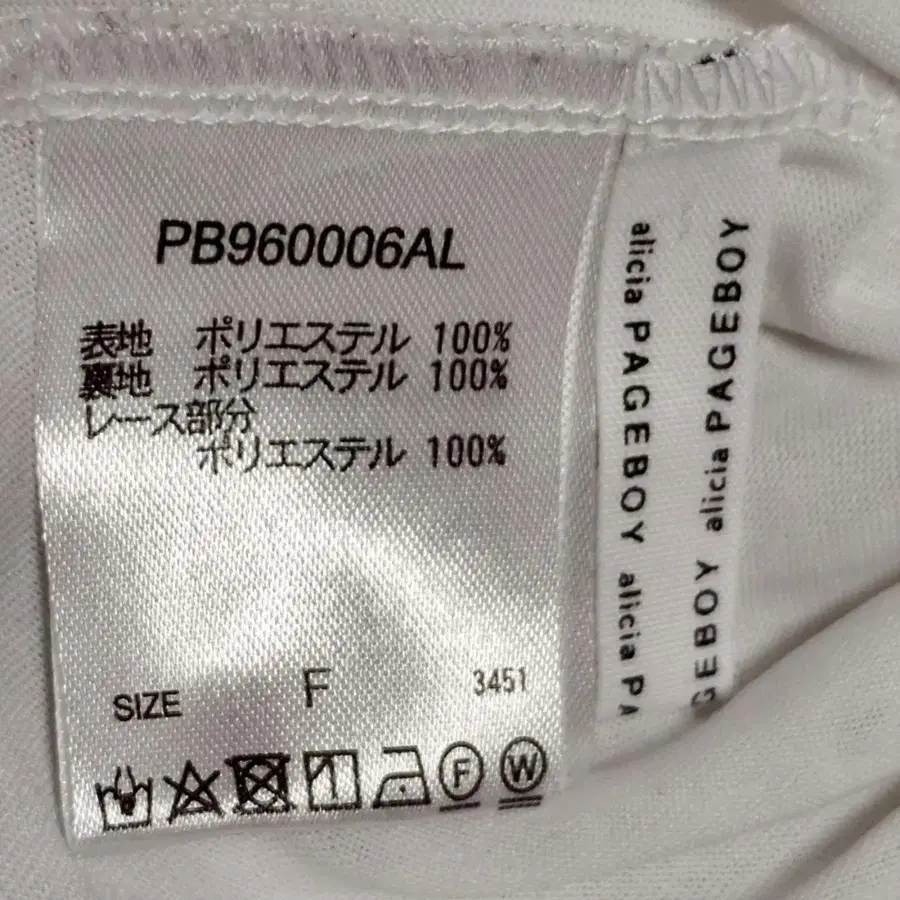 PB960006AL
表地 ポリエステル 100%
裏地 ポリエステル 100%
レース部分
ポリエステル 100%
SIZE F 3451
F W
alicia PAGEBOY alicia PA
GEBOY alicia PAGEBOY